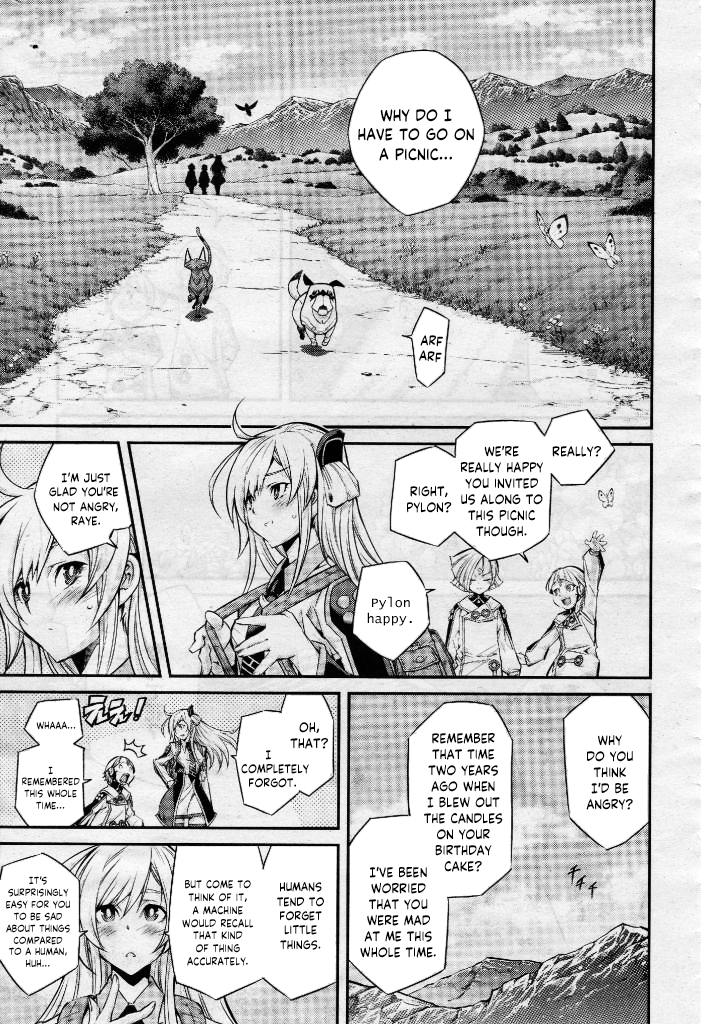 WHY DO I
HAVE TO GO ON
A PICNIC...
ARF
ARF
REALLY?
WE'RE
REALLY HAPPY
YOU INVITED
US ALONG TO
THIS PICNIC
THOUGH.
RIGHT,
PYLON?
Pylon
happy.
I'M JUST
GLAD YOU'RE
NOT ANGRY,
RAYE.
WHY
DO YOU
THINK
I'D BE
ANGRY?
REMEMBER
THAT TIME
TWO YEARS
AGO WHEN
I BLEW OUT
THE CANDLES
ON YOUR
BIRTHDAY
CAKE?
I'VE BEEN
WORRIED
THAT YOU
WERE MAD
AT ME THIS
WHOLE TIME.
チチチ
OH,
THAT?
I
COMPLETELY
FORGOT.
ええ!
WHAAA...
I
REMEMBERED
THIS WHOLE
TIME...
HUMANS
TEND TO
FORGET
LITTLE
THINGS.
BUT COME TO
THINK OF IT,
A MACHINE
WOULD RECALL
THAT KIND
OF THING
ACCURATELY.
IT'S
SURPRISINGLY
EASY FOR YOU
TO BE SAD
ABOUT THINGS
COMPARED
TO A HUMAN,
HUH...